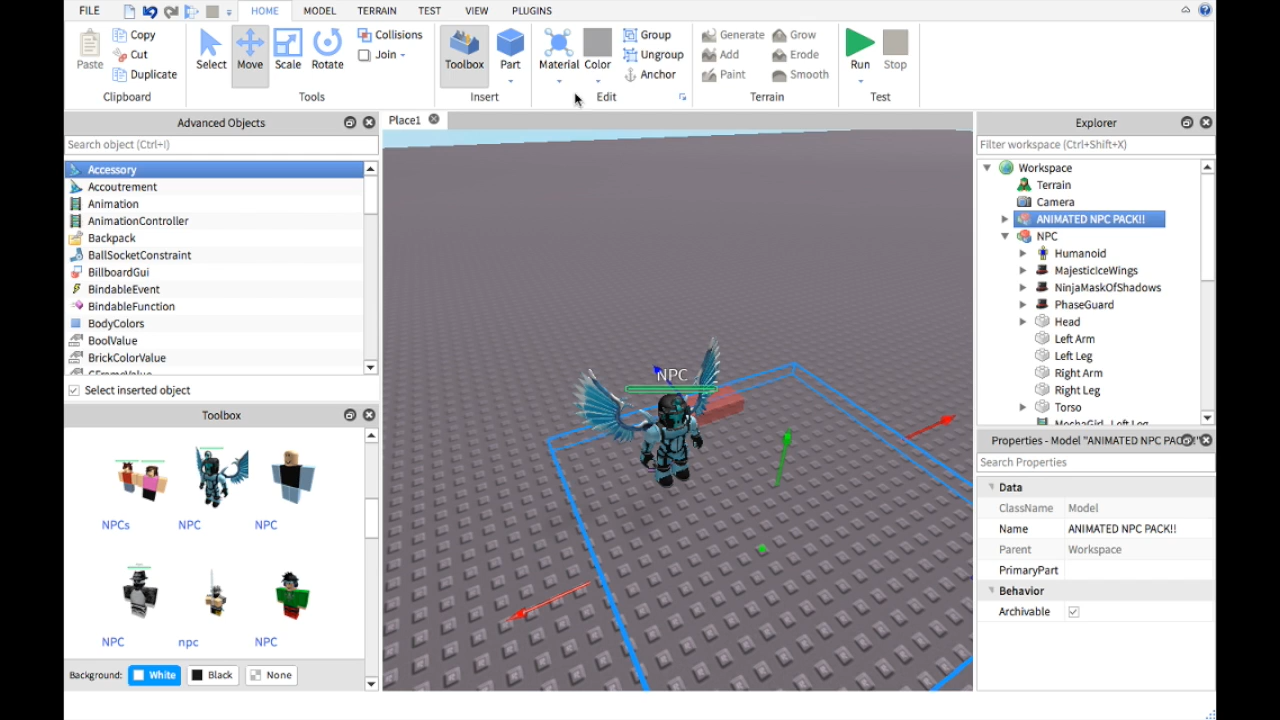 FILE HOME MODEL TERRAIN TEST VIEW PLUGINS
Copy Collisions Group Generate Grow
Cut Join Ungroup Add Erode
Paste Duplicate Select Move Scale Rotate Toolbox Part Material Color Anchor Paint Smooth Run Stop
Clipboard Tools Insert Edit Terrain Test
Advanced Objects
Search object (Ctrl+I)
Accessory
Accoutrement
Animation
AnimationController
Backpack
BallSocketConstraint
BillboardGui
BindableEvent
BindableFunction
BodyColors
BoolValue
BrickColorValue
Select inserted object
Toolbox
NPCs NPC NPC
NPC npc NPC
Background: White Black None
Place1
NPC
Explorer
Filter workspace (Ctrl+Shift+X)
Workspace
Terrain
Camera
ANIMATED NPC PACK!!
NPC
Humanoid
MajesticIceWings
NinjaMaskOfShadows
PhaseGuard
Head
Left Arm
Left Leg
Right Arm
Right Leg
Torso
Properties - Model "ANIMATED NPC PAC
Search Properties
Data
ClassName Model
Name ANIMATED NPC PACK!!
Parent Workspace
PrimaryPart
Behavior
Archivable